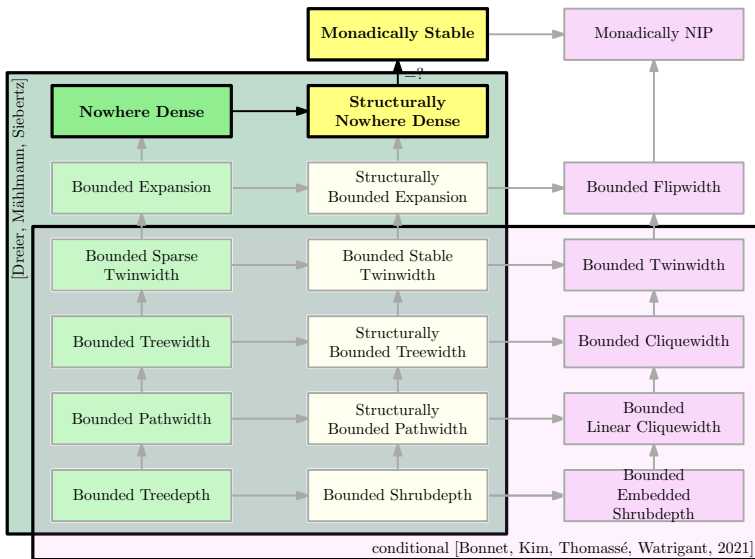 Monadically Stable
Monadically NIP
=?
[Dreier, Mählmann, Siebertz]
Nowhere Dense
Structurally
Nowhere Dense
Bounded Expansion
Structurally
Bounded Expansion
Bounded Flipwidth
Bounded Sparse
Twinwidth
Bounded Stable
Twinwidth
Bounded Twinwidth
Bounded Treewidth
Structurally
Bounded Treewidth
Bounded Cliquewidth
Bounded Pathwidth
Structurally
Bounded Pathwidth
Bounded
Linear Cliquewidth
Bounded Treedepth
Bounded Shrubdepth
Bounded
Embedded
Shrubdepth
conditional [Bonnet, Kim, Thomassé, Watrigant, 2021]